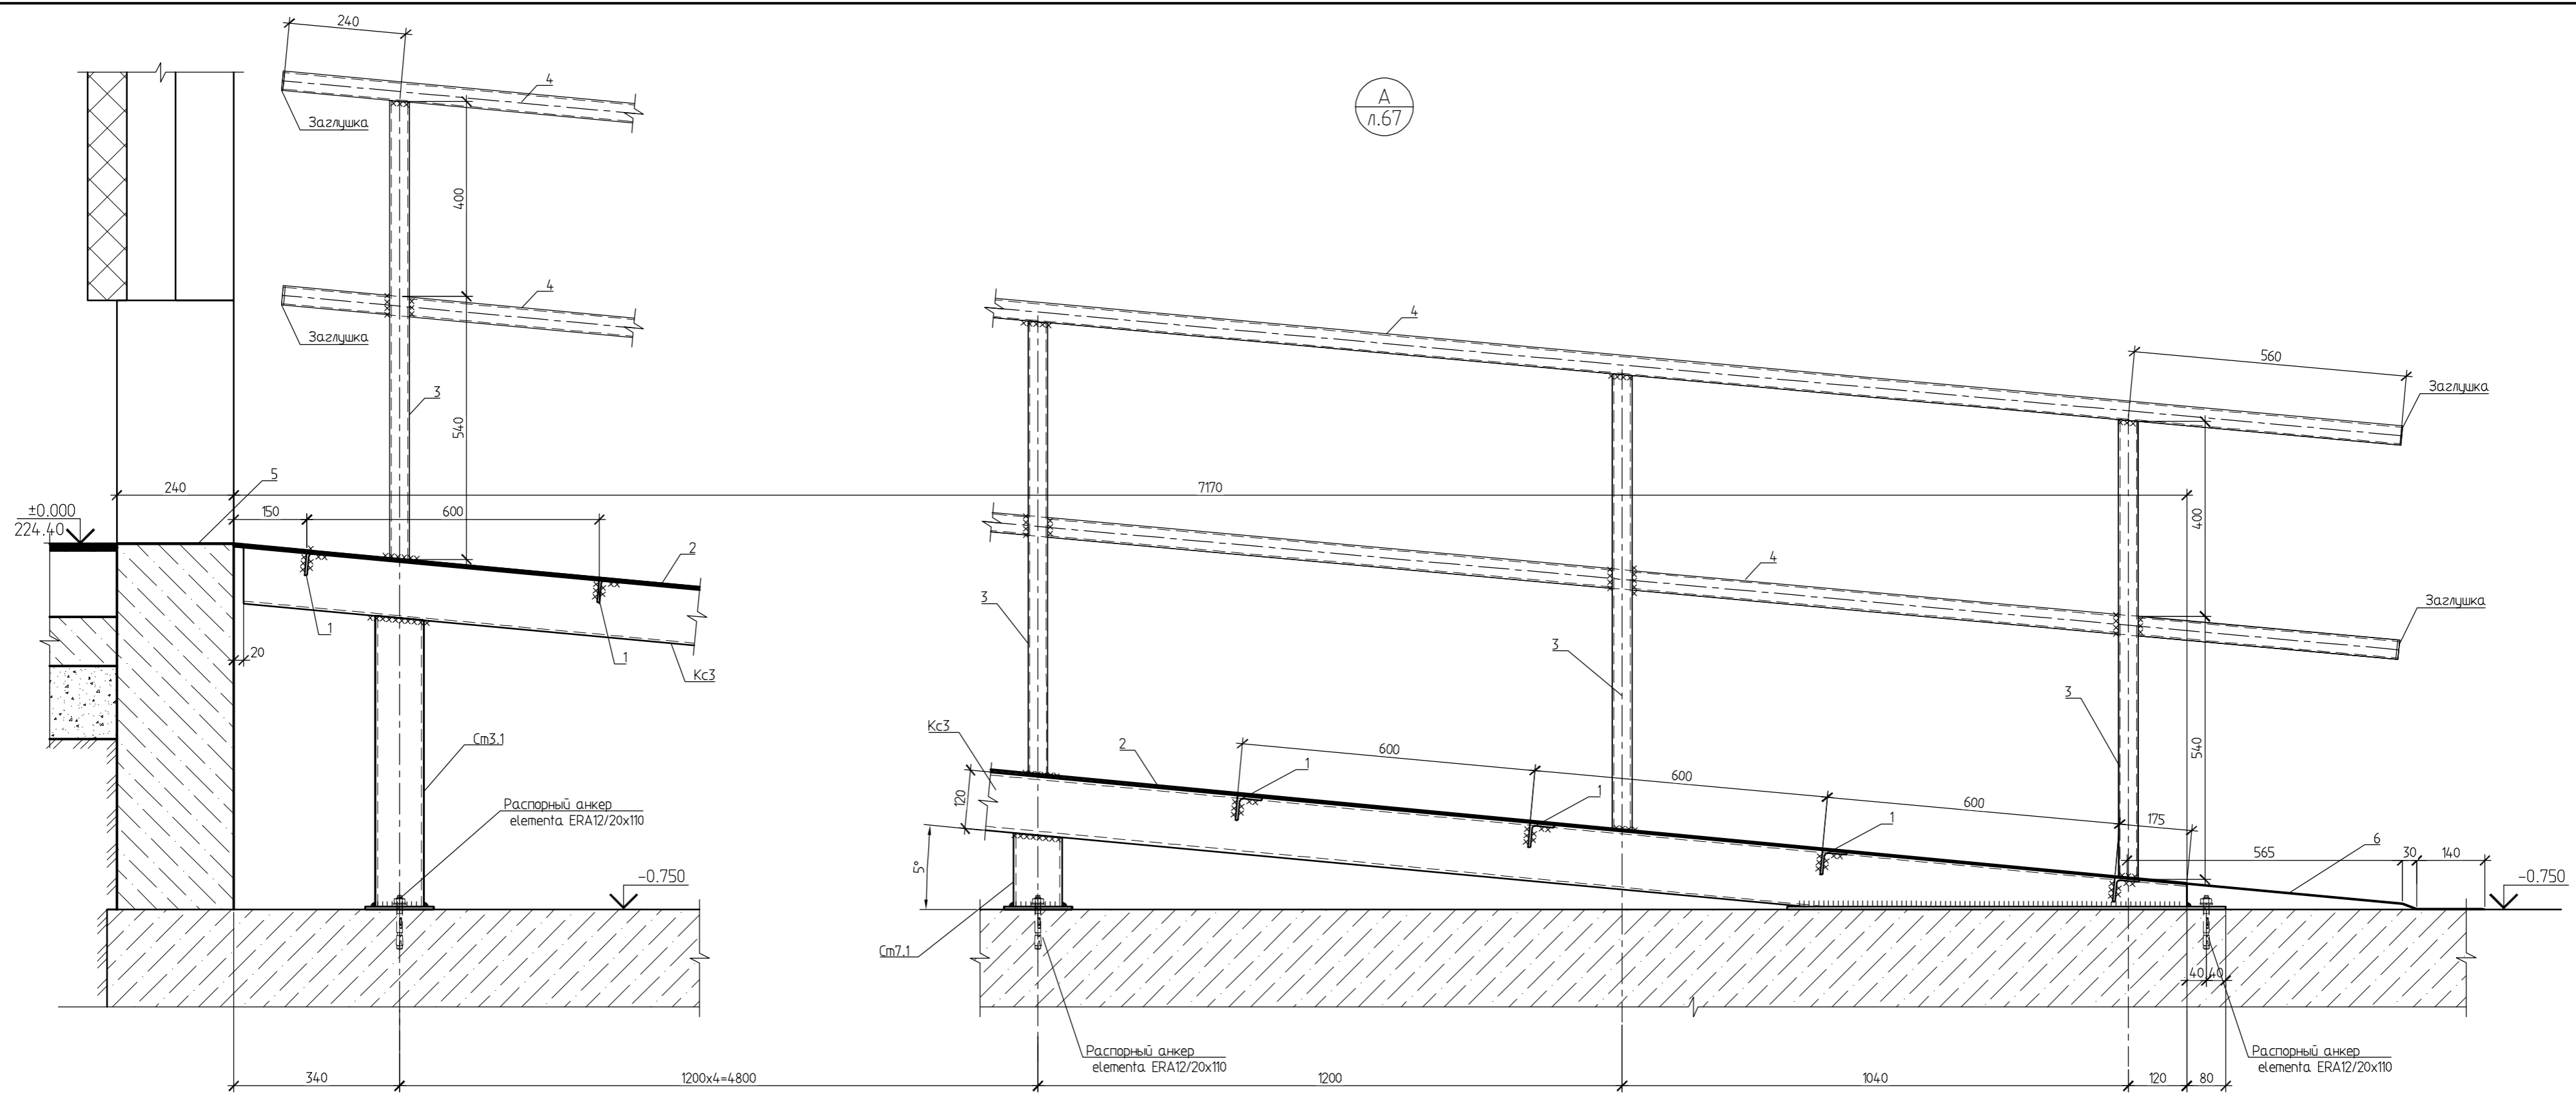 240
4
Заглушка
А
л.67
400
4
Заглушка
4
560
Заглушка
3
540
5
240
7170
±0.000
224.40
150
600
2
400
4
1
1
20
Кс3
3
3
Заглушка
3
Ст3.1
Кс3
2
600
1
600
540
120
1
600
1
175
Распорный анкер
elementa ERA12/20x110
5°
565
6
30
140
-0.750
-0.750
Ст7.1
40
40
Распорный анкер
elementa ERA12/20x110
Распорный анкер
elementa ERA12/20x110
340
1200x4=4800
1200
1040
120
80